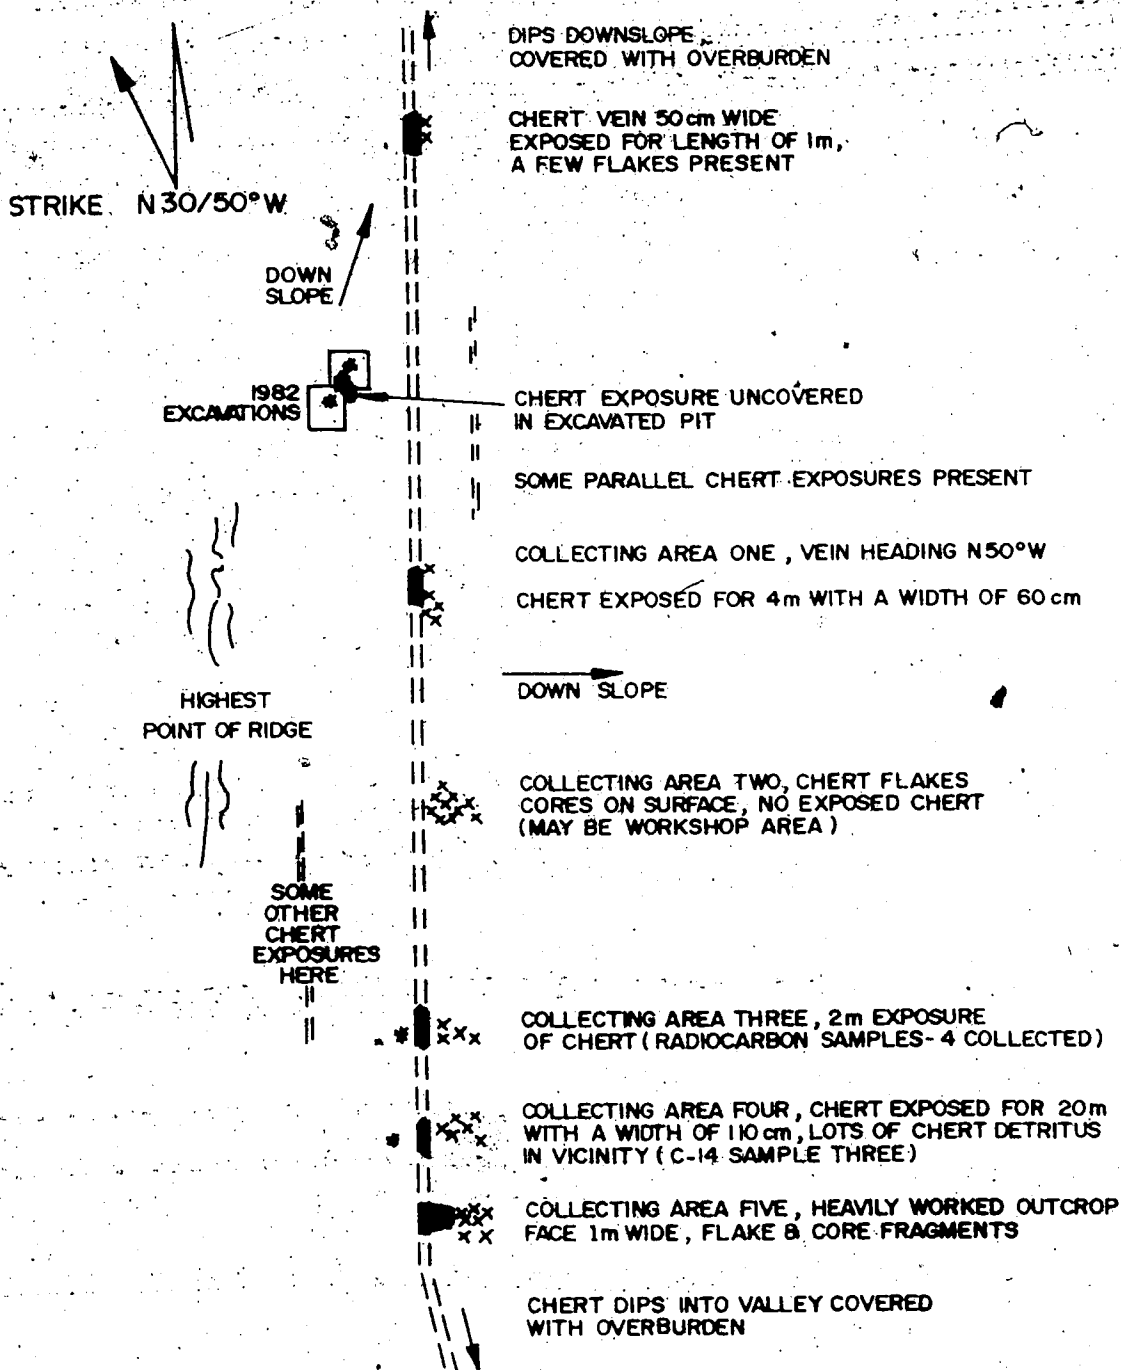 DIPS DOWNSLOPE,
COVERED WITH OVERBURDEN
CHERT VEIN 50cm WIDE
EXPOSED FOR LENGTH OF 1m,
A FEW FLAKES PRESENT
STRIKE N30/50°W
DOWN
SLOPE
1982
EXCAVATIONS
CHERT EXPOSURE UNCOVERED
IN EXCAVATED PIT
SOME PARALLEL CHERT EXPOSURES PRESENT
COLLECTING AREA ONE, VEIN HEADING N50°W
CHERT EXPOSED FOR 4m WITH A WIDTH OF 60cm
DOWN SLOPE
HIGHEST
POINT OF RIDGE
COLLECTING AREA TWO, CHERT FLAKES
CORES ON SURFACE, NO EXPOSED CHERT
(MAY BE WORKSHOP AREA)
SOME
OTHER
CHERT
EXPOSURES
HERE
COLLECTING AREA THREE, 2m EXPOSURE
OF CHERT (RADIOCARBON SAMPLES-4 COLLECTED)
COLLECTING AREA FOUR, CHERT EXPOSED FOR 20m
WITH A WIDTH OF 110cm, LOTS OF CHERT DETRITUS
IN VICINITY (C-14 SAMPLE THREE)
COLLECTING AREA FIVE, HEAVILY WORKED OUTCROP
FACE 1m WIDE, FLAKE & CORE FRAGMENTS
CHERT DIPS INTO VALLEY COVERED
WITH OVERBURDEN